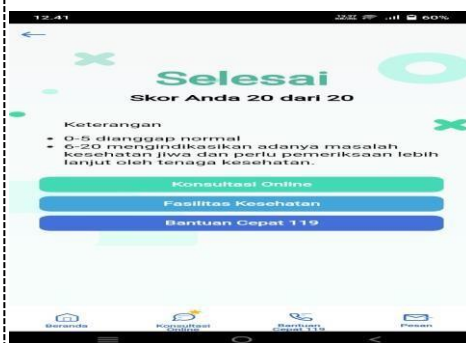 12.41
60%
Selesai
Skor Anda 20 dari 20
Keterangan
• 0-5 dianggap normal
• 6-20 mengindikasikan adanya masalah
kesehatan jiwa dan perlu pemeriksaan lebih
lanjut oleh tenaga kesehatan.
Konsultasi Online
Fasilitas Kesehatan
Bantuan Cepat 119
Beranda
Konsultasi
Online
Bantuan
Cepat 119
Pesan